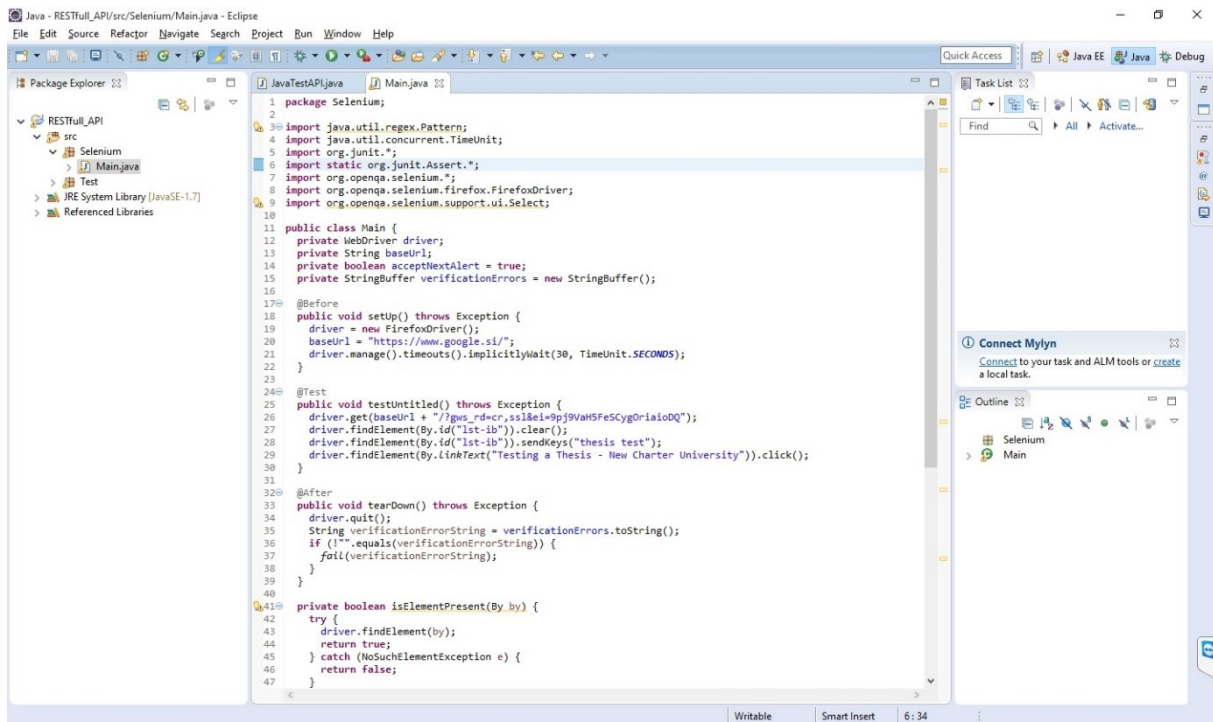 Java - RESTfull_API/src/Selenium/Main.java - Eclipse
File Edit Source Refactor Navigate Search Project Run Window Help
Quick Access Java EE Java Debug
Package Explorer
RESTfull_API
src
Selenium
Main.java
Test
JRE System Library [JavaSE-1.7]
Referenced Libraries
JavaTestAPI.java Main.java
1 package Selenium;
2
3 import java.util.regex.Pattern;
4 import java.util.concurrent.TimeUnit;
5 import org.junit.*;
6 import static org.junit.Assert.*;
7 import org.openqa.selenium.*;
8 import org.openqa.selenium.firefox.FirefoxDriver;
9 import org.openqa.selenium.support.ui.Select;
10
11 public class Main {
12 private WebDriver driver;
13 private String baseUrl;
14 private boolean acceptNextAlert = true;
15 private StringBuffer verificationErrors = new StringBuffer();
16
17 @Before
18 public void setUp() throws Exception {
19 driver = new FirefoxDriver();
20 baseUrl = "https://www.google.si/";
21 driver.manage().timeouts().implicitlyWait(30, TimeUnit.SECONDS);
22 }
23
24 @Test
25 public void testUntitled() throws Exception {
26 driver.get(baseUrl + "/?gws_rd=cr,ssl&ei=9pj9VaH5FeSCygOriaioDQ");
27 driver.findElement(By.id("lst-ib")).clear();
28 driver.findElement(By.id("lst-ib")).sendKeys("thesis test");
29 driver.findElement(By.linkText("Testing a Thesis - New Charter University")).click();
30 }
31
32 @After
33 public void tearDown() throws Exception {
34 driver.quit();
35 String verificationErrorString = verificationErrors.toString();
36 if (!"".equals(verificationErrorString)) {
37 fail(verificationErrorString);
38 }
39 }
40
41 private boolean isElementPresent(By by) {
42 try {
43 driver.findElement(by);
44 return true;
45 } catch (NoSuchElementException e) {
46 return false;
47 }
Task List
Find All Activate...
Connect Mylyn
Connect to your task and ALM tools or create
a local task.
Outline
Selenium
Main
Writable Smart Insert 6 : 34